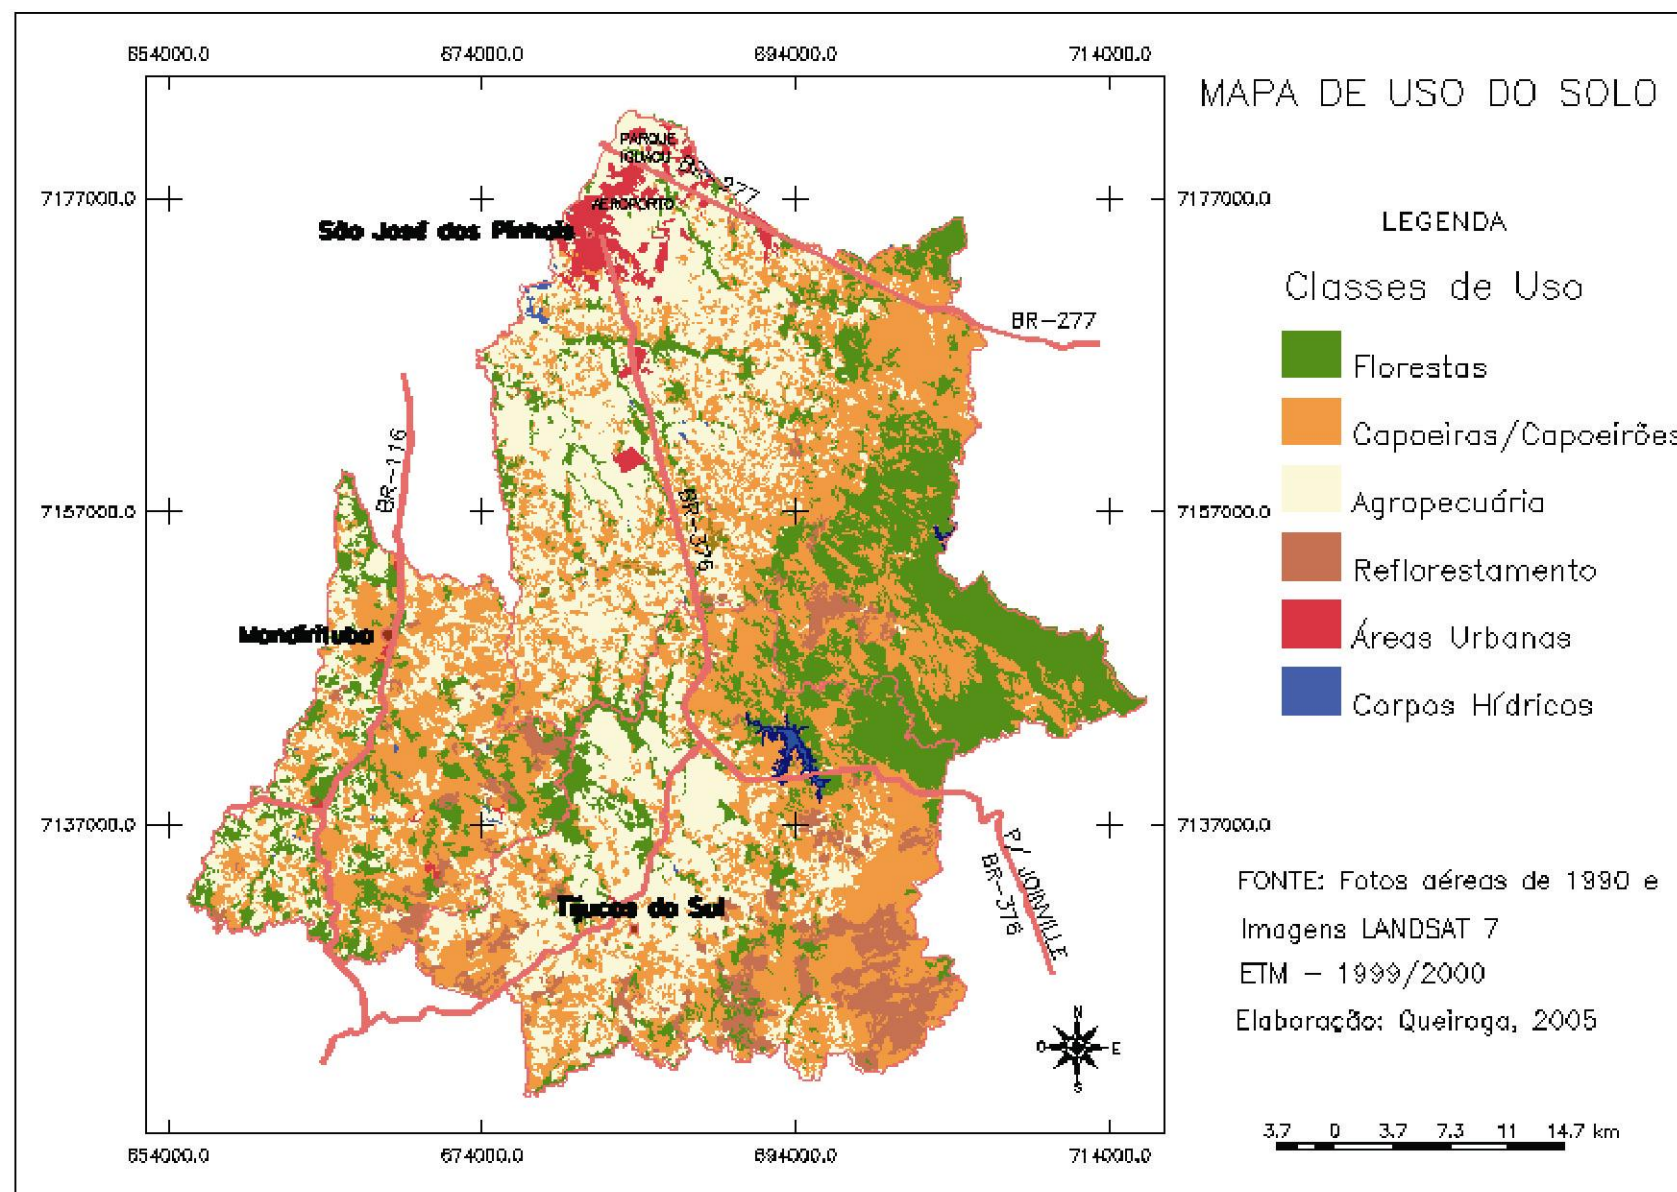 654000.0 674000.0 694000.0 714000.0
MAPA DE USO DO SOLO
PARQUE
IGUAÇU
BR-277
7177000.0
7177000.0
AEROPORTO
São José dos Pinhais
LEGENDA
Classes de Uso
BR-277
Florestas
Capoeiras/Capoeirões
BR-116
Agropecuária
7157000.0
7157000.0
BR-376
Reflorestamento
Mandirituba
Áreas Urbanas
Corpos Hídricos
7137000.0
7137000.0
P/ JOINVILLE
BR-376
FONTE: Fotos aéreas de 1990 e
Imagens LANDSAT 7
ETM - 1999/2000
Elaboração: Queiroga, 2005
Tijucas do Sul
N
O E
S
3.7 0 3.7 7.3 11 14.7 km
654000.0 674000.0 694000.0 714000.0